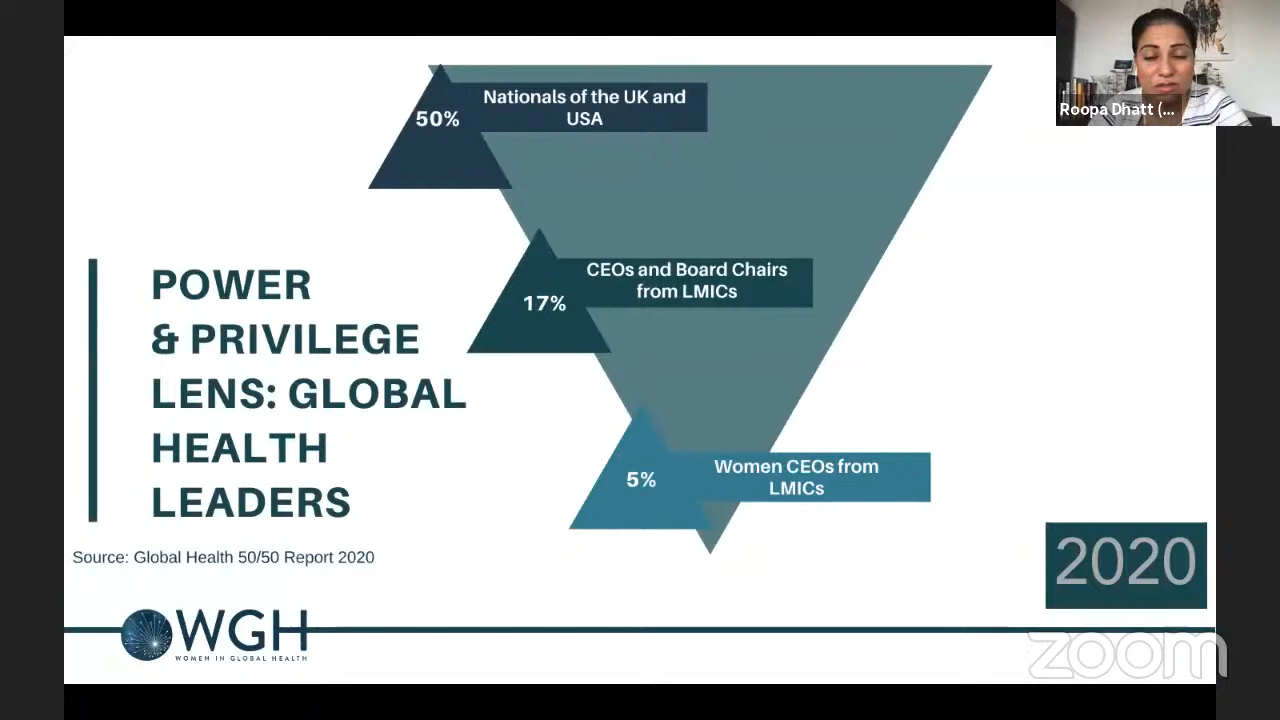 Roopa Dhatt (...
50%
Nationals of the UK and
USA
17%
CEOs and Board Chairs
from LMICs
5%
Women CEOs from
LMICs
POWER
& PRIVILEGE
LENS: GLOBAL
HEALTH
LEADERS
Source: Global Health 50/50 Report 2020
2020
WGH
WOMEN IN GLOBAL HEALTH
zoom